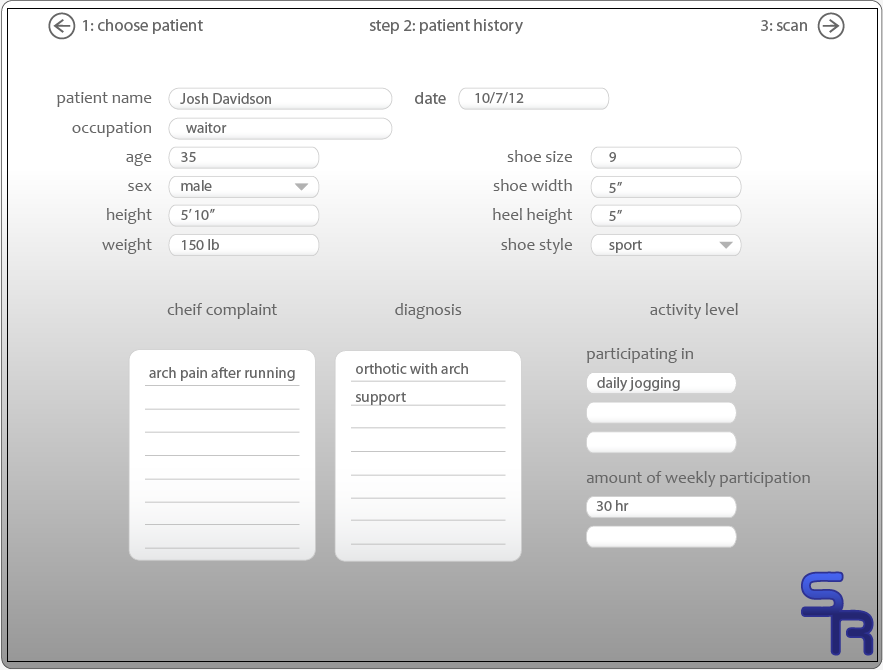 1: choose patient
step 2: patient history
3: scan
patient name Josh Davidson date 10/7/12
occupation waitor
age 35 shoe size 9
sex male shoe width 5”
height 5’ 10” heel height 5”
weight 150 lb shoe style sport
cheif complaint
arch pain after running
diagnosis
orthotic with arch
support
activity level
participating in
daily jogging
amount of weekly participation
30 hr
SR